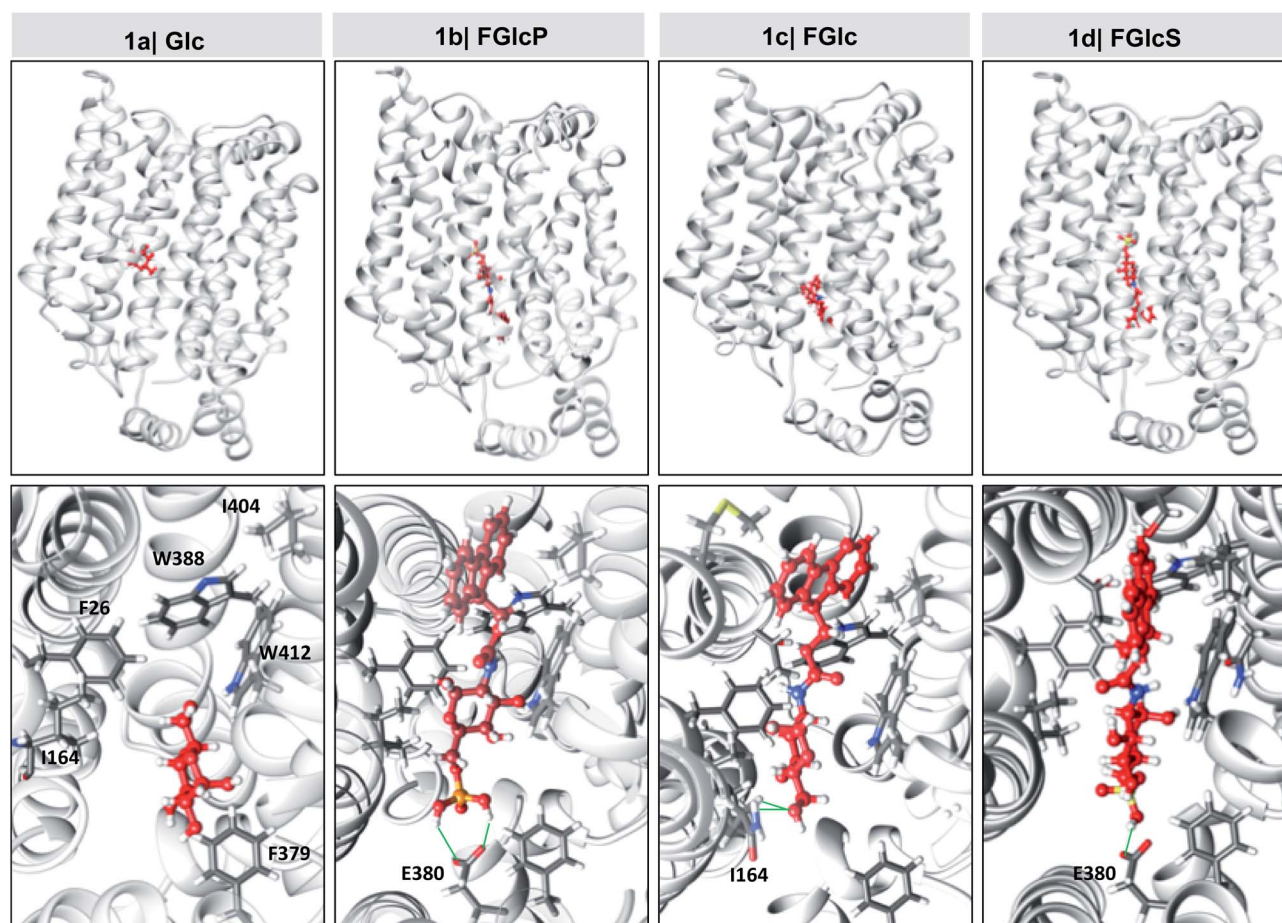 1a| Glc
1b| FGlcP
1c| FGlc
1d| FGlcS
I404
W388
F26
W412
I164
F379
E380
I164
E380